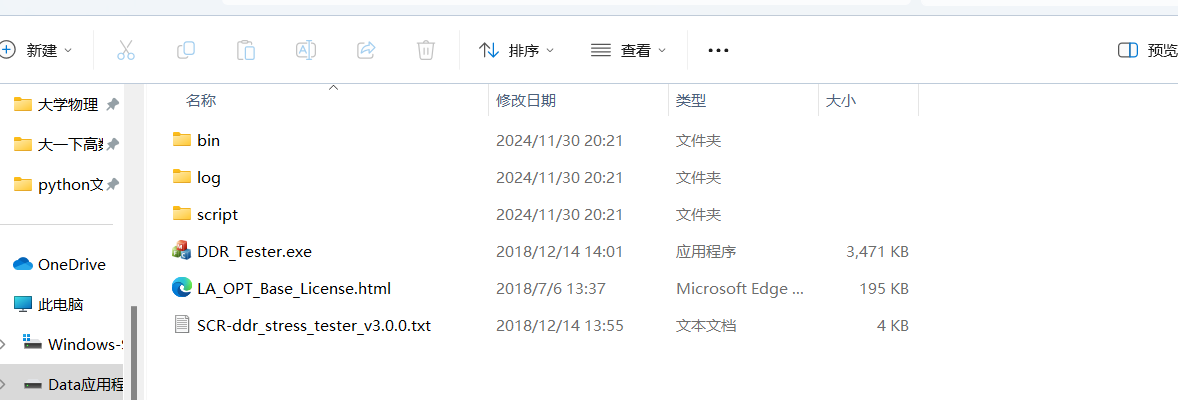 新建 排序 查看 ••• 预览
名称 修改日期 类型 大小
大学物理
大一下高数
python文
OneDrive
此电脑
Windows-S
Data应用程
bin 2024/11/30 20:21 文件夹
log 2024/11/30 20:21 文件夹
script 2024/11/30 20:21 文件夹
DDR_Tester.exe 2018/12/14 14:01 应用程序 3,471 KB
LA_OPT_Base_License.html 2018/7/6 13:37 Microsoft Edge ... 195 KB
SCR-ddr_stress_tester_v3.0.0.txt 2018/12/14 13:55 文本文档 4 KB